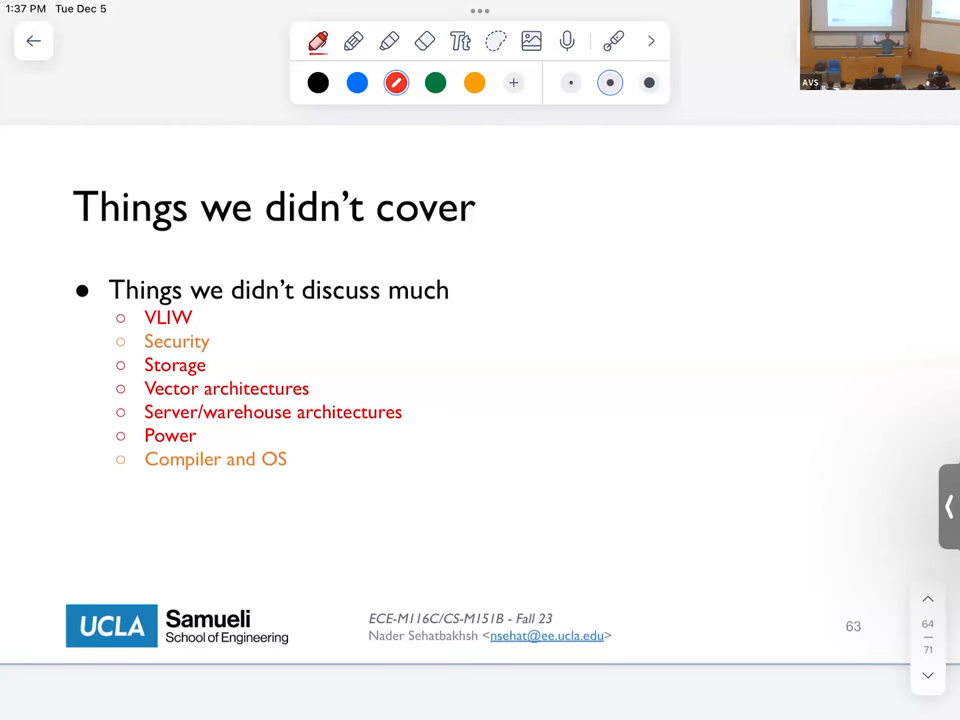 1:37 PM Tue Dec 5
Tt
AVS
Things we didn't cover
● Things we didn't discuss much
○ VLIW
○ Security
○ Storage
○ Vector architectures
○ Server/warehouse architectures
○ Power
○ Compiler and OS
UCLA Samueli
School of Engineering
ECE-M116C/CS-M151B - Fall 23
Nader Sehatbakhsh <nsehat@ee.ucla.edu>
63
64
71